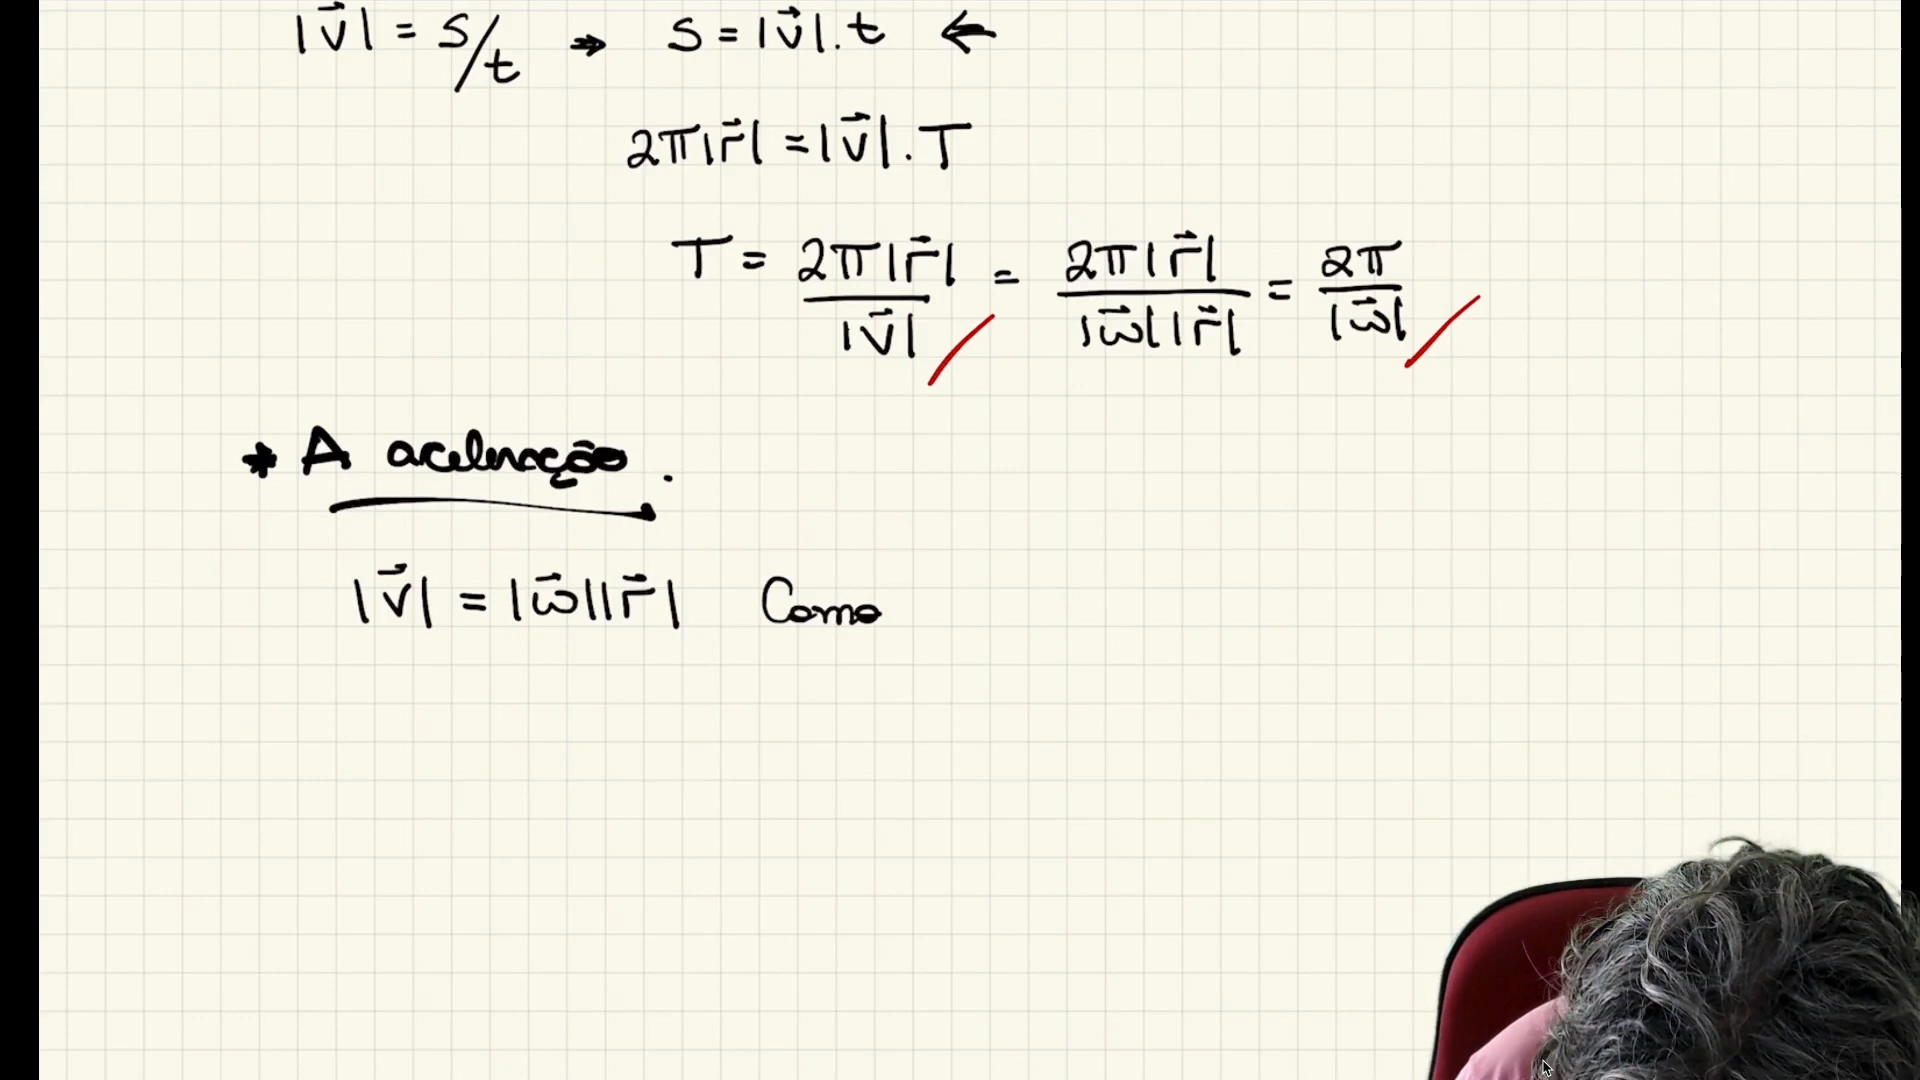 |v⃗| = S/t ⇒ S = |v⃗|.t ←
2π|r⃗| = |v⃗|.T
T = 2π|r⃗|/|v⃗| = 2π|r⃗|/|ω⃗||r⃗| = 2π/|ω⃗|
* A aceleração.
|v⃗| = |ω⃗||r⃗| Como